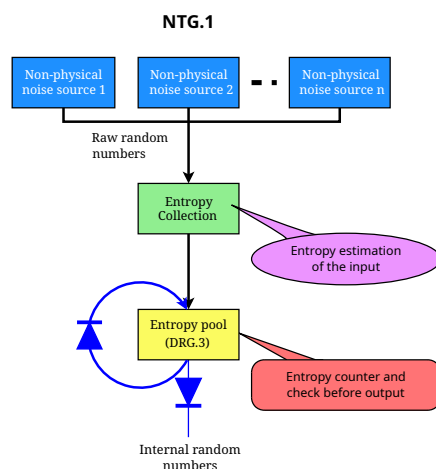 NTG.1
Non-physical
noise source 1
Non-physical
noise source 2
Non-physical
noise source n
Raw random
numbers
Entropy
Collection
Entropy estimation
of the input
Entropy pool
(DRG.3)
Entropy counter and
check before output
Internal random
numbers